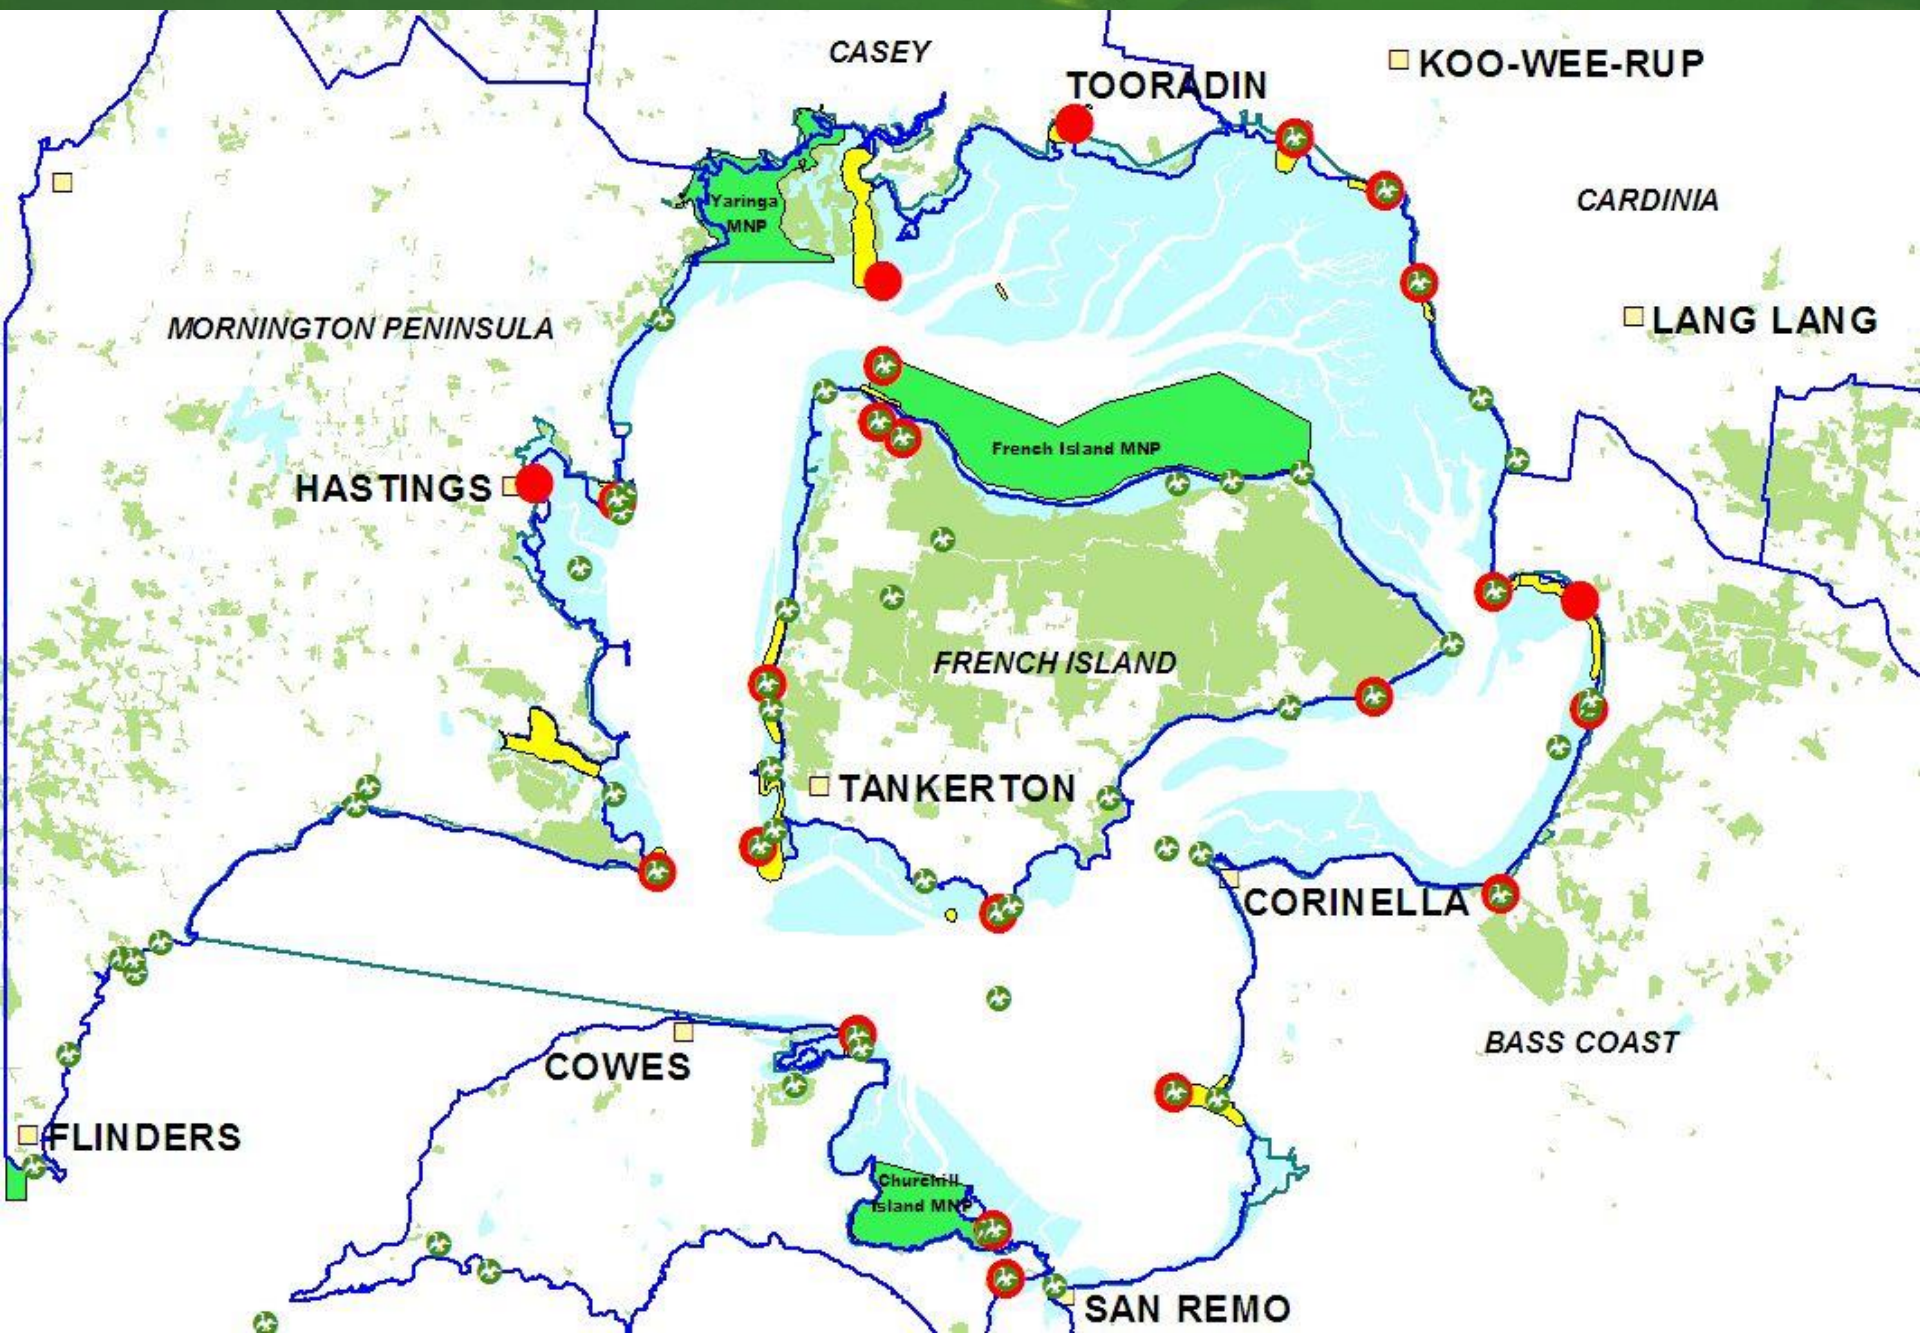 CASEY
KOO-WEE-RUP
TOORADIN
CARDINIA
Yaringa
MNP
MORNINGTON PENINSULA
LANG LANG
French Island MNP
HASTINGS
FRENCH ISLAND
TANKERTON
CORINELLA
BASS COAST
COWES
FLINDERS
Churchill
Island MNP
SAN REMO